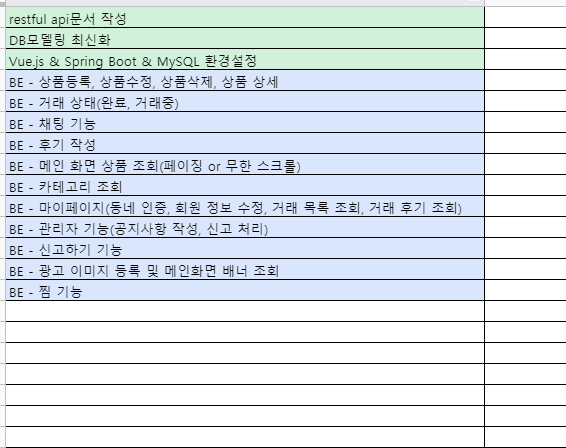 restful api문서 작성
DB모델링 최신화
Vue.js & Spring Boot & MySQL 환경설정
BE - 상품등록, 상품수정, 상품삭제, 상품 상세
BE - 거래 상태(완료, 거래중)
BE - 채팅 기능
BE - 후기 작성
BE - 메인 화면 상품 조회(페이징 or 무한 스크롤)
BE - 카테고리 조회
BE - 마이페이지(동네 인증, 회원 정보 수정, 거래 목록 조회, 거래 후기 조회)
BE - 관리자 기능(공지사항 작성, 신고 처리)
BE - 신고하기 기능
BE - 광고 이미지 등록 및 메인화면 배너 조회
BE - 찜 기능